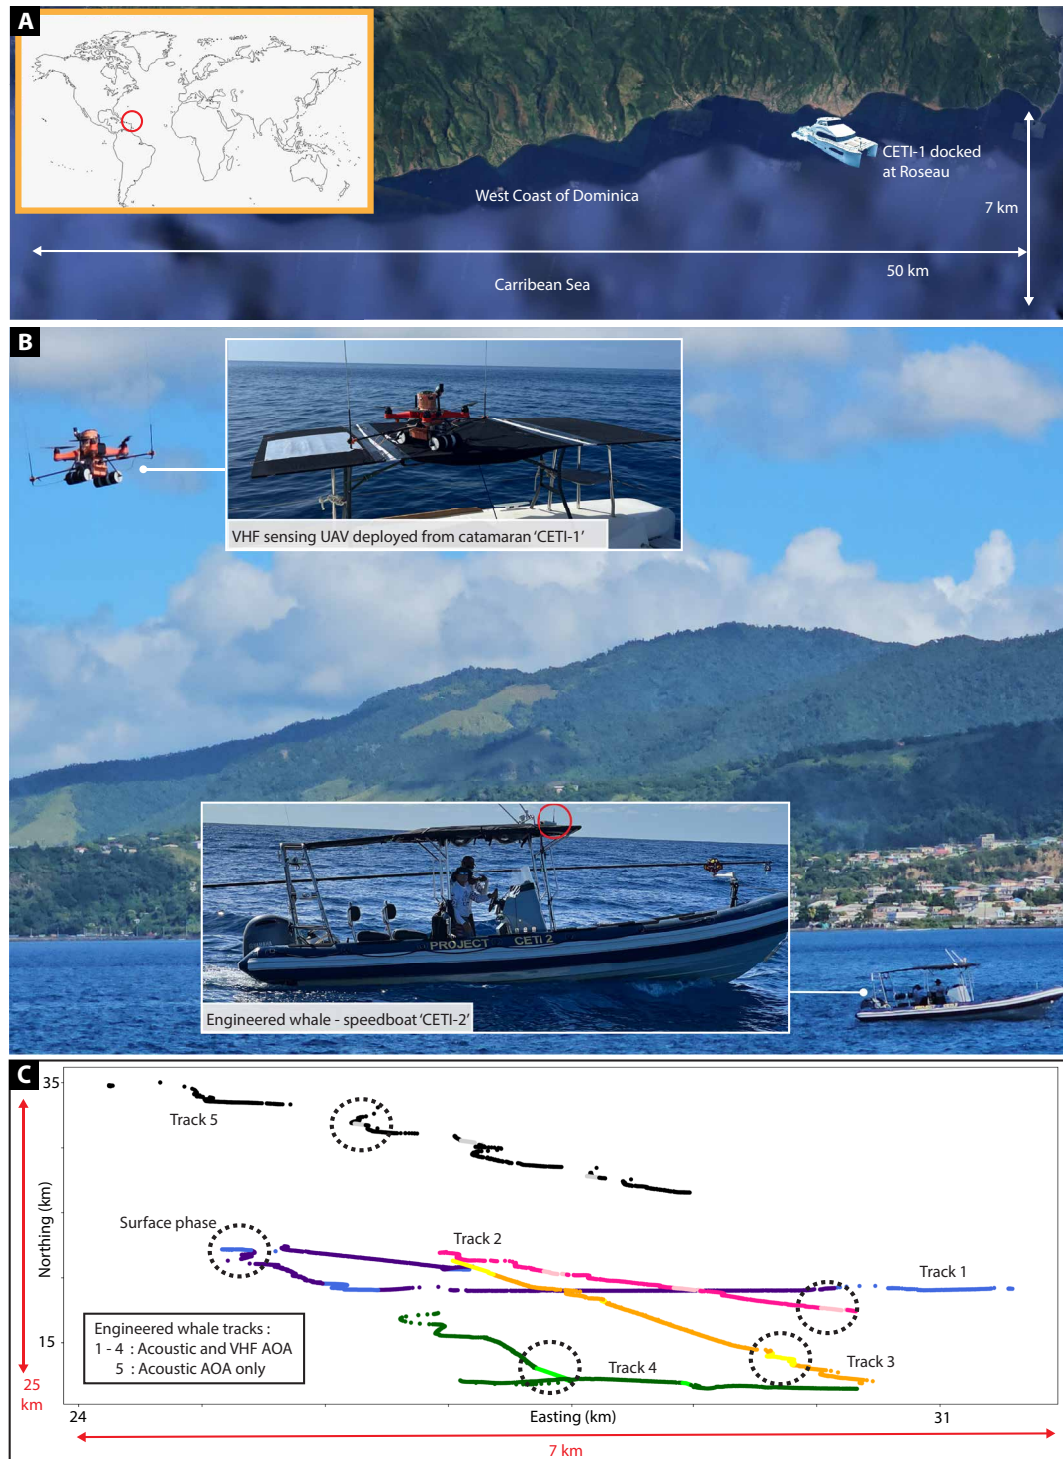 A
CETI-1 docked
at Roseau
West Coast of Dominica
7 km
50 km
Carribean Sea
B
VHF sensing UAV deployed from catamaran ‘CETI-1’
PROJECT CETI 2
Engineered whale - speedboat ‘CETI-2’
C
35
Track 5
Northing (km)
Surface phase
Track 2
Track 1
Engineered whale tracks :
1 - 4 : Acoustic and VHF AOA
5 : Acoustic AOA only
15
Track 3
Track 4
25
km
24
Easting (km)
31
7 km